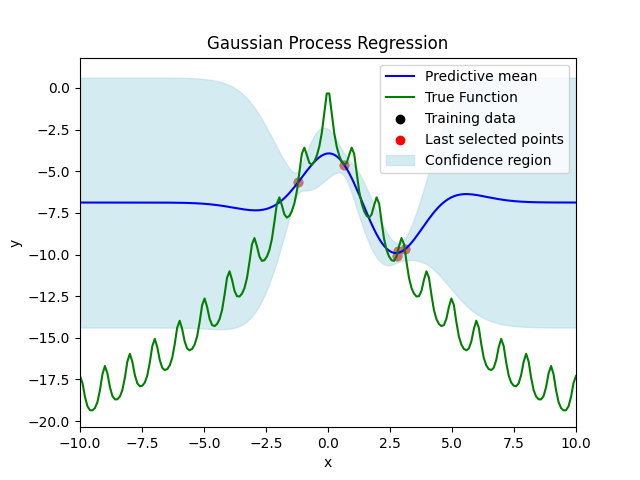 Gaussian Process Regression
Predictive mean
True Function
Training data
Last selected points
Confidence region
y
0.0
−2.5
−5.0
−7.5
−10.0
−12.5
−15.0
−17.5
−20.0
−10.0 −7.5 −5.0 −2.5 0.0 2.5 5.0 7.5 10.0
x